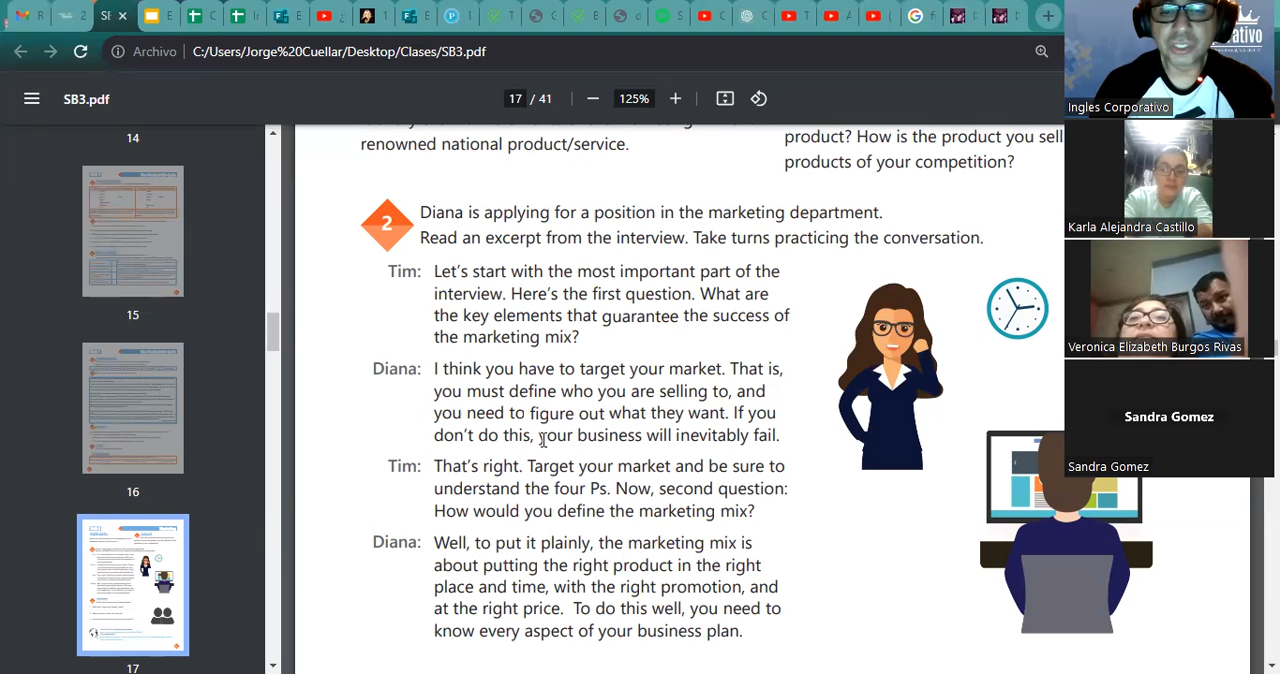 Archivo
C:/Users/Jorge%20Cuellar/Desktop/Clases/SB3.pdf
SB3.pdf
17 / 41
125%
14
15
16
17
renowned national product/service.
product? How is the product you sell
products of your competition?
2
Diana is applying for a position in the marketing department.
Read an excerpt from the interview. Take turns practicing the conversation.
Tim: Let's start with the most important part of the
interview. Here's the first question. What are
the key elements that guarantee the success of
the marketing mix?
Diana: I think you have to target your market. That is,
you must define who you are selling to, and
you need to figure out what they want. If you
don't do this, your business will inevitably fail.
Tim: That's right. Target your market and be sure to
understand the four Ps. Now, second question:
How would you define the marketing mix?
Diana: Well, to put it plainly, the marketing mix is
about putting the right product in the right
place and time, with the right promotion, and
at the right price. To do this well, you need to
know every aspect of your business plan.
Ingles Corporativo
Karla Alejandra Castillo
Veronica Elizabeth Burgos Rivas
Sandra Gomez
Sandra Gomez